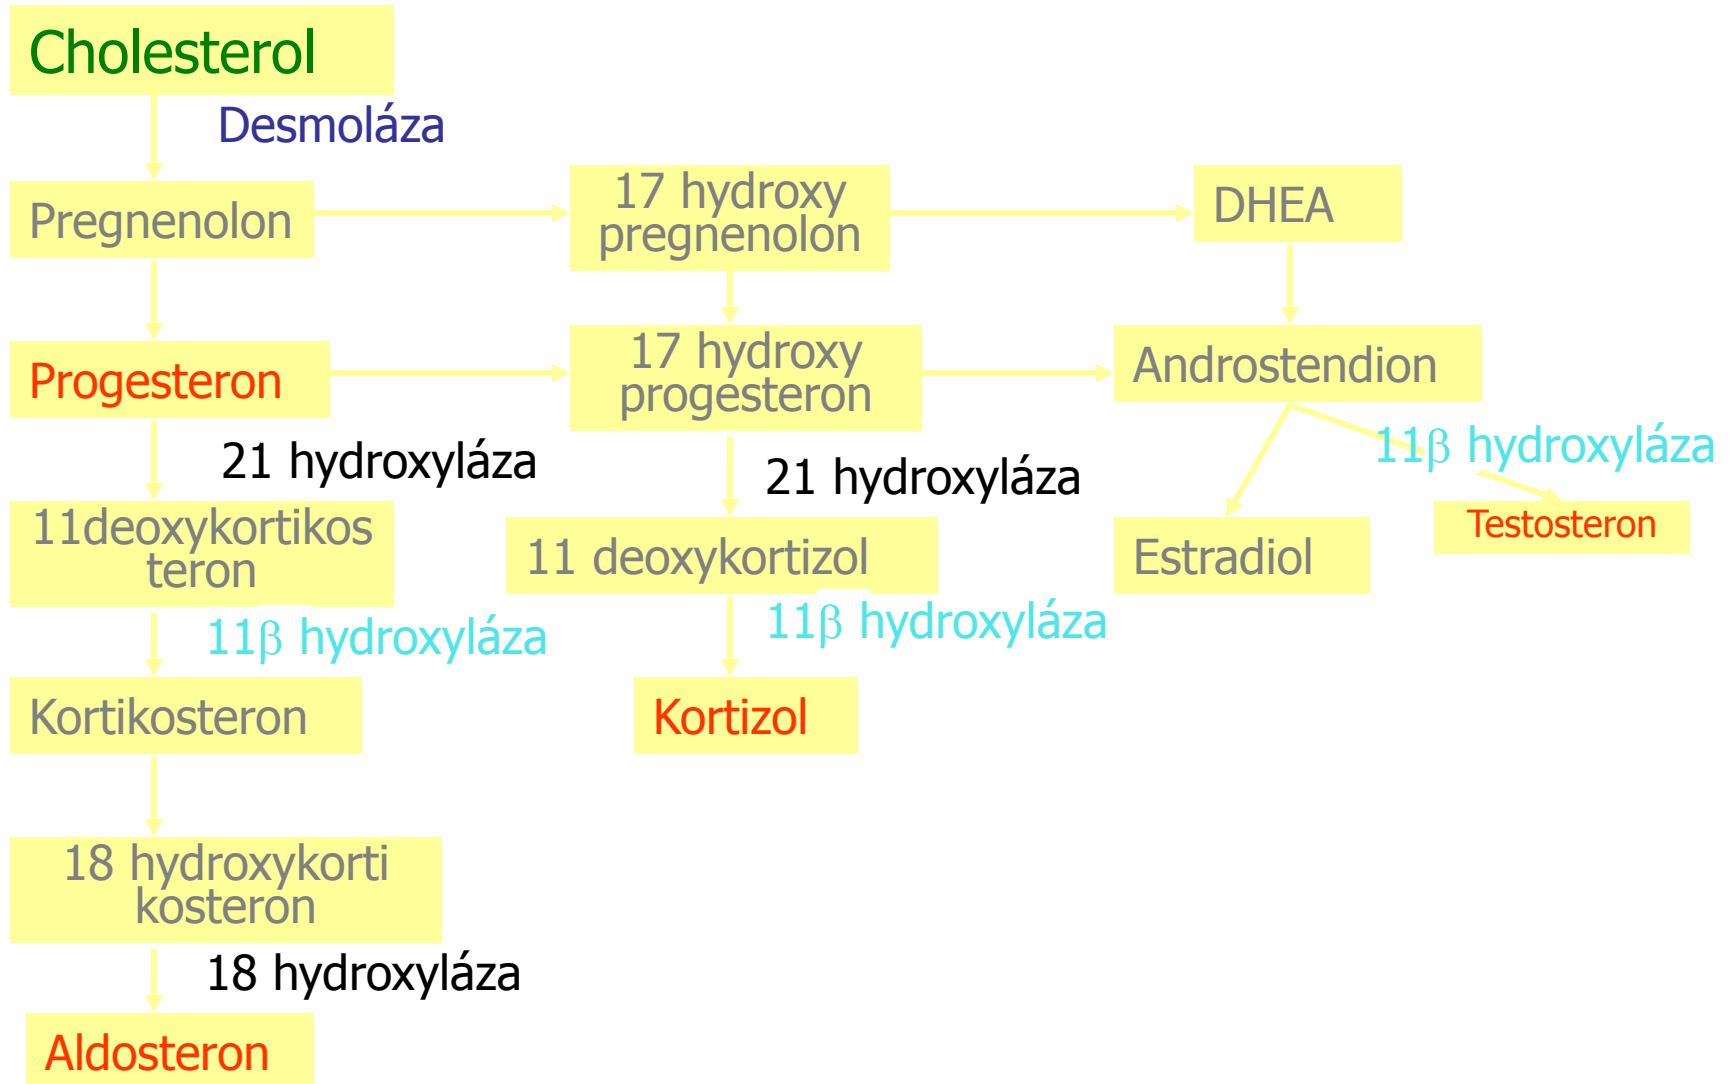 Cholesterol
Desmoláza
Pregnenolon
17 hydroxy
pregnenolon
DHEA
Progesteron
17 hydroxy
progesteron
Androstendion
21 hydroxyláza
21 hydroxyláza
11β hydroxyláza
11deoxykortikos
teron
11 deoxykortizol
Estradiol
Testosteron
11β hydroxyláza
11β hydroxyláza
Kortikosteron
Kortizol
18 hydroxykorti
kosteron
18 hydroxyláza
Aldosteron